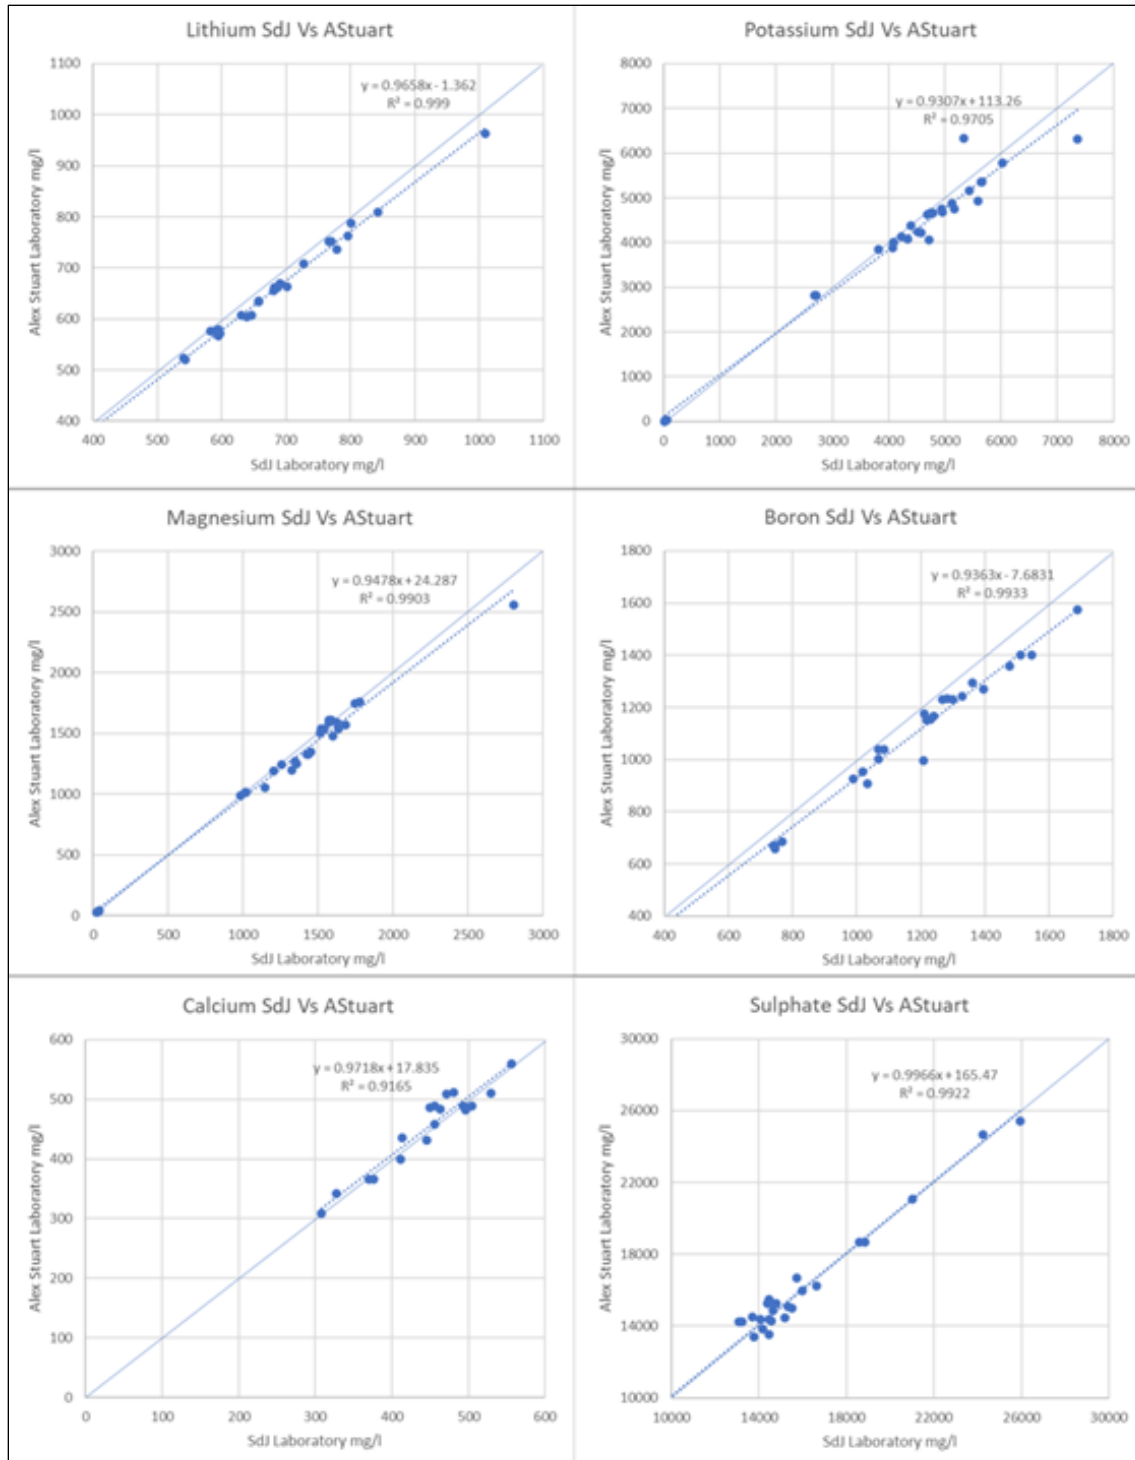 Lithium SdJ Vs AStuart
y = 0.9658x - 1.362
R² = 0.999
Alex Stuart Laboratory mg/l
1100
1000
900
800
700
600
500
400
400 500 600 700 800 900 1000 1100
SdJ Laboratory mg/l
Potassium SdJ Vs AStuart
y = 0.9307x + 113.26
R² = 0.9705
Alex Stuart Laboratory mg/l
8000
7000
6000
5000
4000
3000
2000
1000
0
0 1000 2000 3000 4000 5000 6000 7000 8000
SdJ Laboratory mg/l
Magnesium SdJ Vs AStuart
y = 0.9478x + 24.287
R² = 0.9903
Alex Stuart Laboratory mg/l
3000
2500
2000
1500
1000
500
0
0 500 1000 1500 2000 2500 3000
SdJ Laboratory mg/l
Boron SdJ Vs AStuart
y = 0.9363x - 7.6831
R² = 0.9933
Alex Stuart Laboratory mg/l
1800
1600
1400
1200
1000
800
600
400
400 600 800 1000 1200 1400 1600 1800
SdJ Laboratory mg/l
Calcium SdJ Vs AStuart
y = 0.9718x + 17.835
R² = 0.9165
Alex Stuart Laboratory mg/l
600
500
400
300
200
100
0
0 100 200 300 400 500 600
SdJ Laboratory mg/l
Sulphate SdJ Vs AStuart
y = 0.9966x + 165.47
R² = 0.9922
Alex Stuart Laboratory mg/l
30000
26000
22000
18000
14000
10000
10000 14000 18000 22000 26000 30000
SdJ Laboratory mg/l